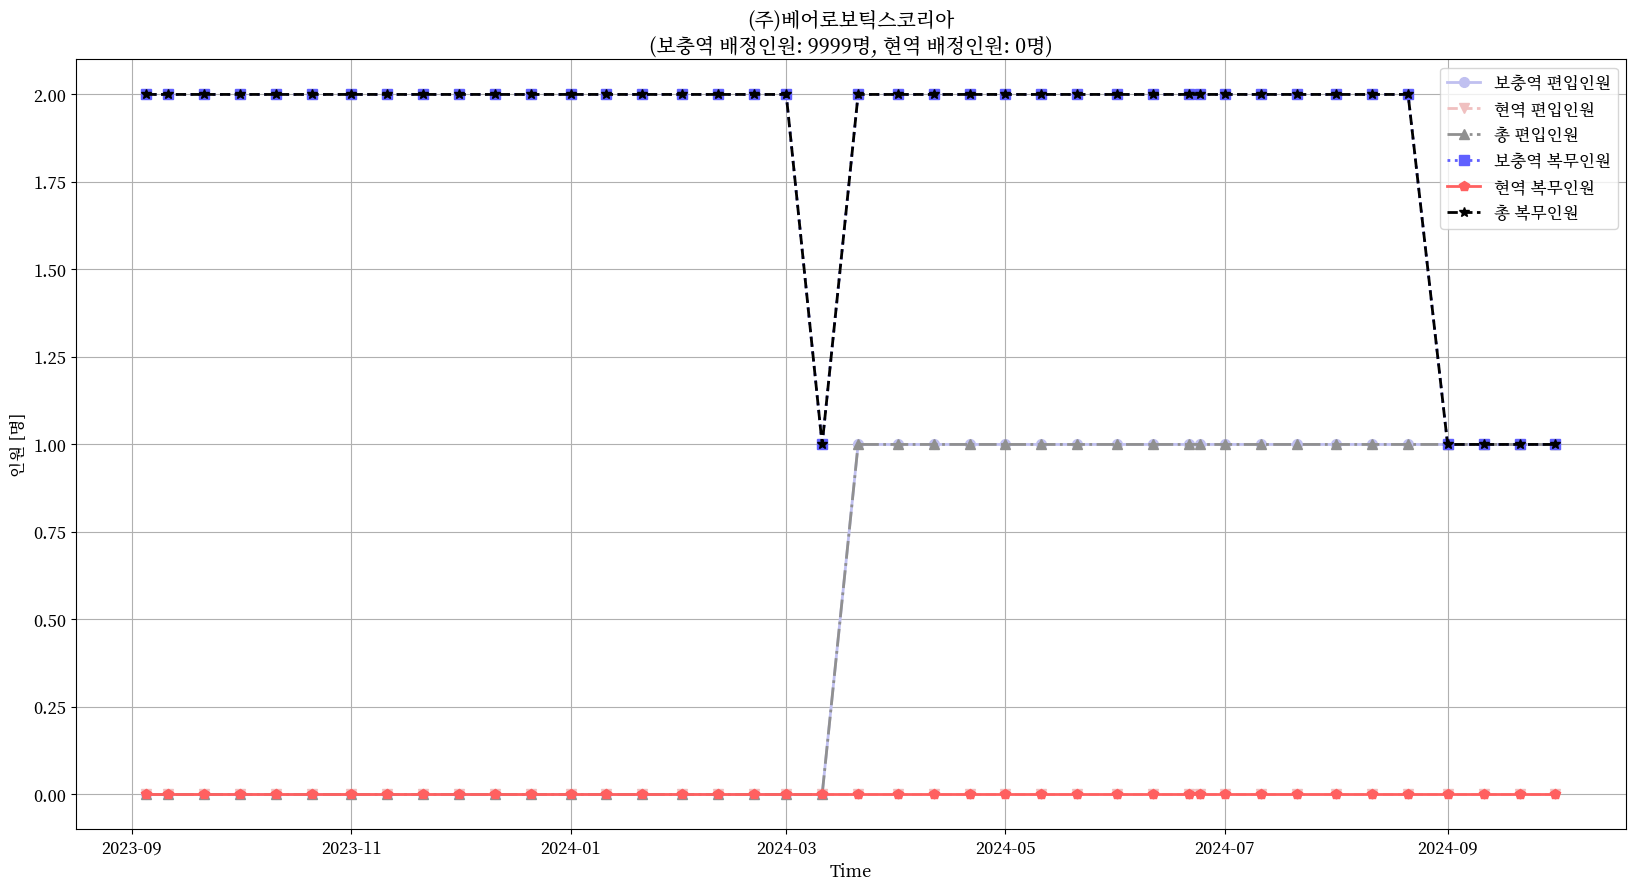 (주)베어로보틱스코리아
(보충역 배정인원: 9999명, 현역 배정인원: 0명)
보충역 편입인원
현역 편입인원
총 편입인원
보충역 복무인원
현역 복무인원
총 복무인원
인원 [명]
2.00
1.75
1.50
1.25
1.00
0.75
0.50
0.25
0.00
2023-09 2023-11 2024-01 2024-03 2024-05 2024-07 2024-09
Time